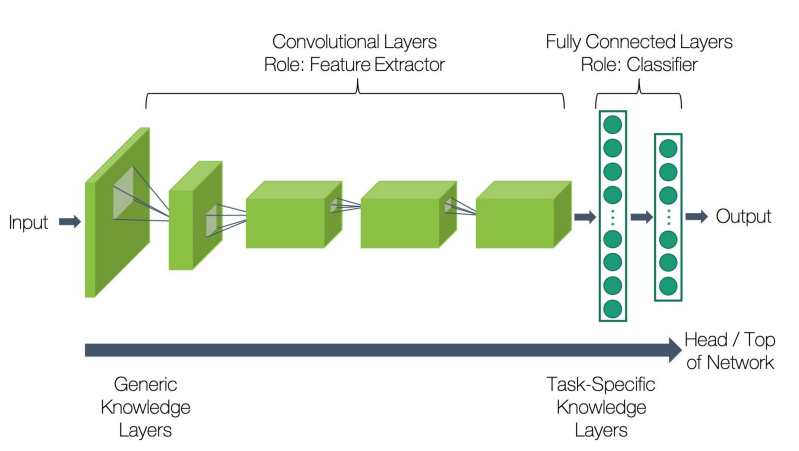 Convolutional Layers
Role: Feature Extractor
Fully Connected Layers
Role: Classifier
Input
Output
Head / Top
of Network
Generic
Knowledge
Layers
Task-Specific
Knowledge
Layers